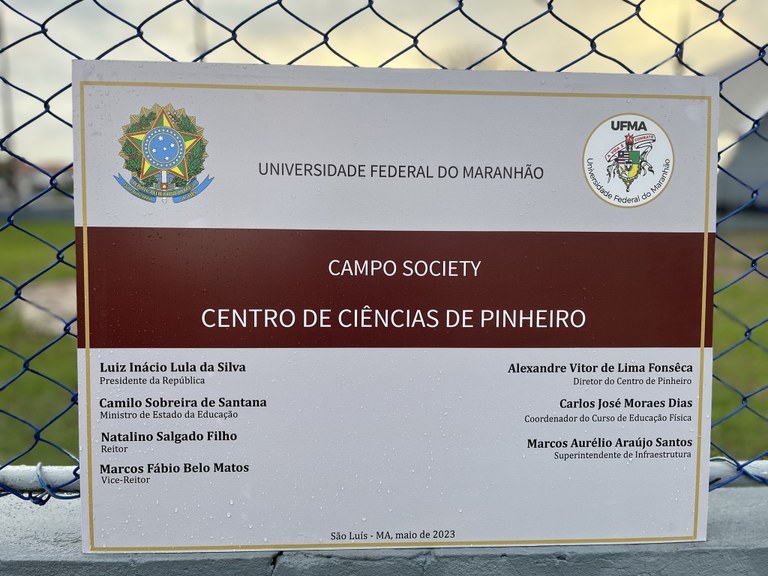 UNIVERSIDADE FEDERAL DO MARANHÃO
UFMA
Universidade Federal do Maranhão
CAMPO SOCIETY
CENTRO DE CIÊNCIAS DE PINHEIRO
Luiz Inácio Lula da Silva
Presidente da República
Camilo Sobreira de Santana
Ministro de Estado da Educação
Natalino Salgado Filho
Reitor
Marcos Fábio Belo Matos
Vice-Reitor
Alexandre Vitor de Lima Fonsêca
Diretor do Centro de Pinheiro
Carlos José Moraes Dias
Coordenador do Curso de Educação Física
Marcos Aurélio Araújo Santos
Superintendente de Infraestrutura
São Luís - MA, maio de 2023